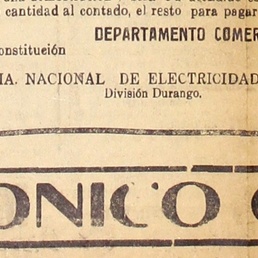 cantidad al contado, el resto para pagar
DEPARTAMENTO COMER
onstitución
IA. NACIONAL DE ELECTRICIDAD
División Durango.
ONICO